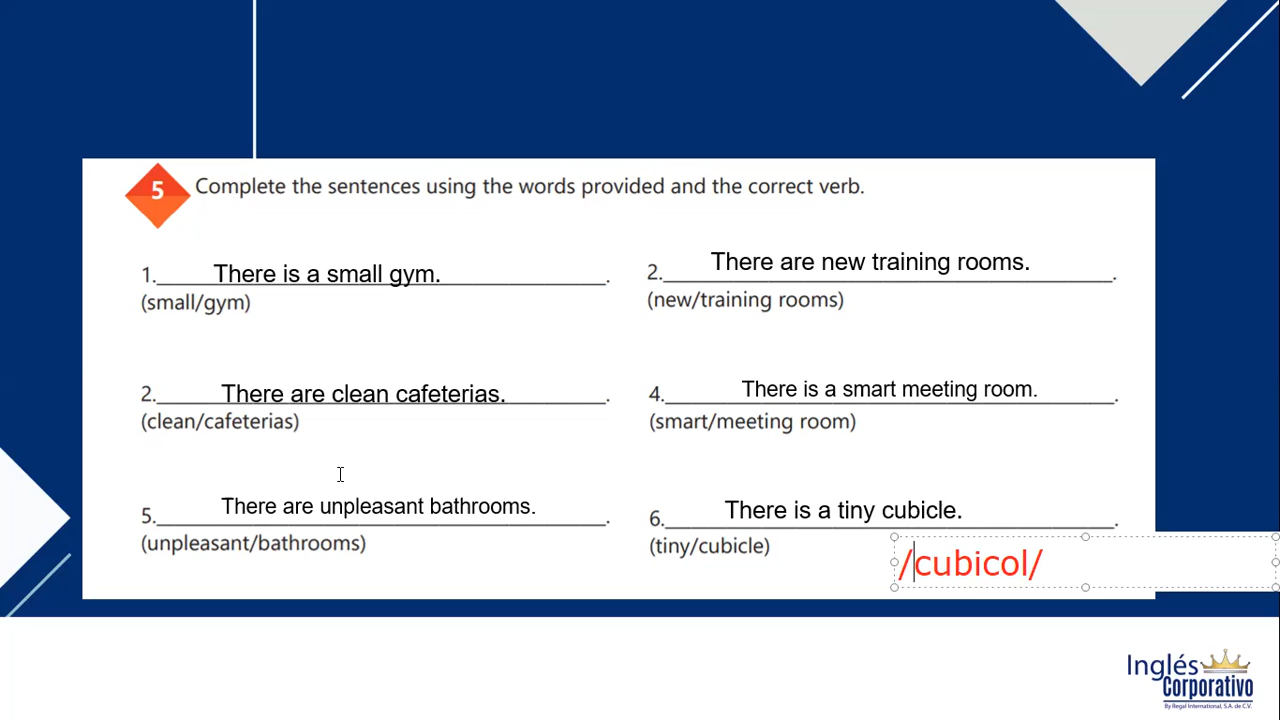 5 Complete the sentences using the words provided and the correct verb.
1. There is a small gym. .
(small/gym)
2. There are new training rooms. .
(new/training rooms)
2. There are clean cafeterias. .
(clean/cafeterias)
4. There is a smart meeting room. .
(smart/meeting room)
5. There are unpleasant bathrooms. .
(unpleasant/bathrooms)
6. There is a tiny cubicle. .
(tiny/cubicle)
/cubicol/
Inglés
Corporativo
By Regal International, S.A. de C.V.